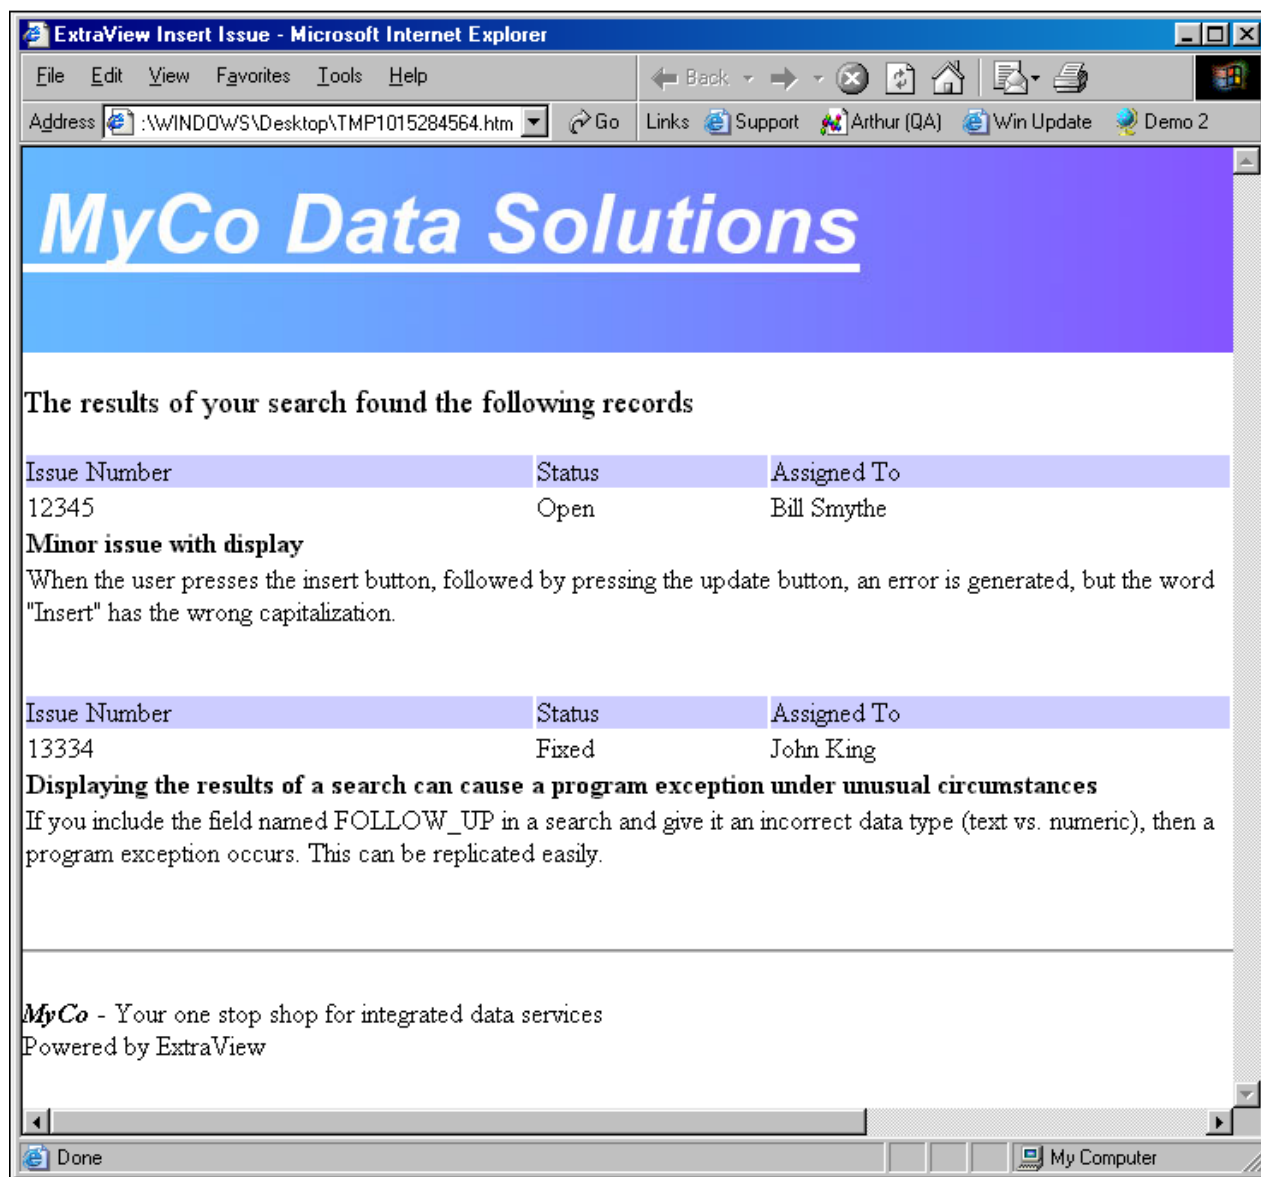 ExtraView Insert Issue - Microsoft Internet Explorer
File Edit View Favorites Tools Help Back
Address :\WINDOWS\Desktop\TMP1015284564.htm Go Links Support Arthur (QA) Win Update Demo 2
MyCo Data Solutions
The results of your search found the following records
Issue Number Status Assigned To
12345 Open Bill Smythe
Minor issue with display
When the user presses the insert button, followed by pressing the update button, an error is generated, but the word
"Insert" has the wrong capitalization.
Issue Number Status Assigned To
13334 Fixed John King
Displaying the results of a search can cause a program exception under unusual circumstances
If you include the field named FOLLOW_UP in a search and give it an incorrect data type (text vs. numeric), then a
program exception occurs. This can be replicated easily.
MyCo - Your one stop shop for integrated data services
Powered by ExtraView
Done My Computer